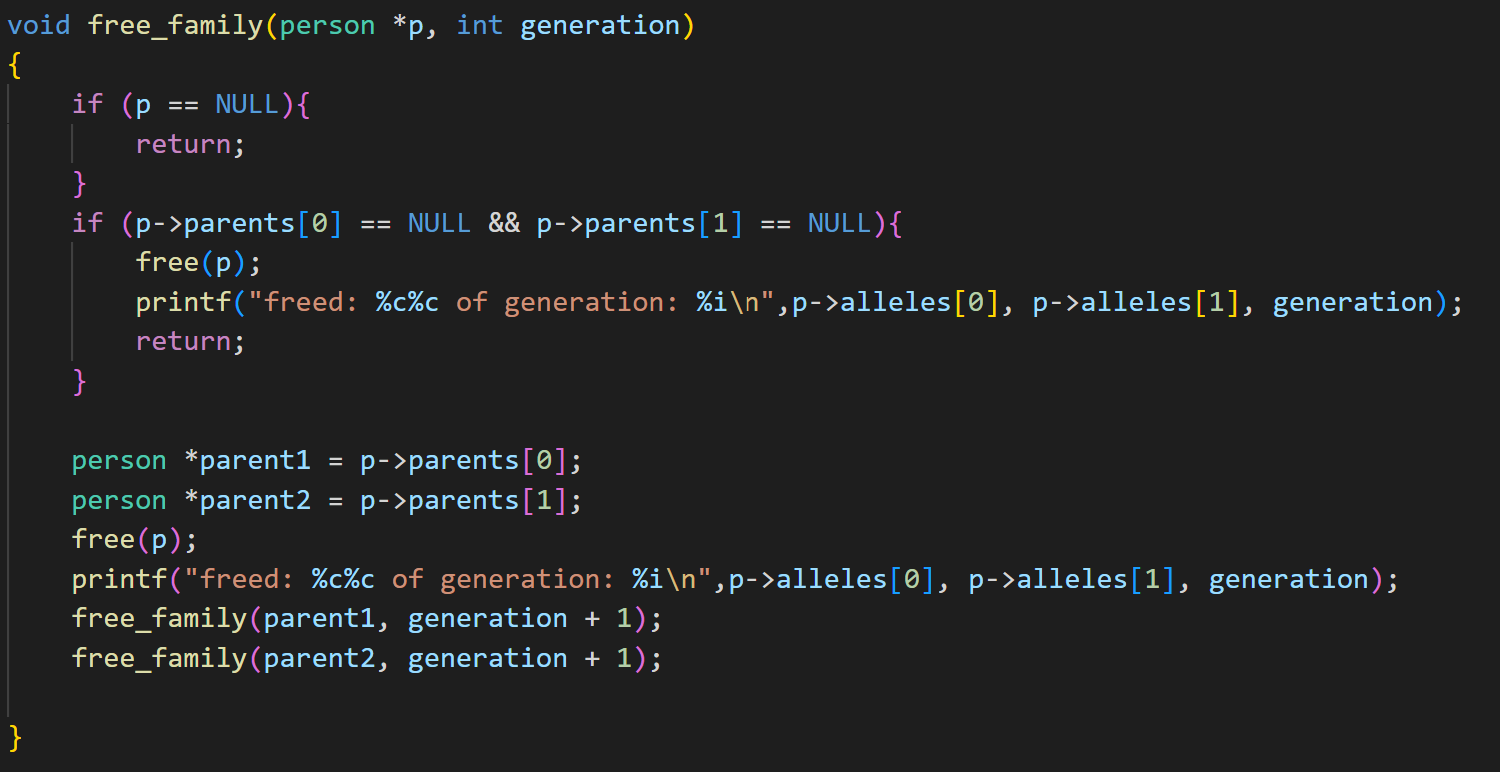 void free_family(person *p, int generation)
{
    if (p == NULL){
        return;
    }
    if (p->parents[0] == NULL && p->parents[1] == NULL){
        free(p);
        printf("freed: %c%c of generation: %i\n",p->alleles[0], p->alleles[1], generation);
        return;
    }

    person *parent1 = p->parents[0];
    person *parent2 = p->parents[1];
    free(p);
    printf("freed: %c%c of generation: %i\n",p->alleles[0], p->alleles[1], generation);
    free_family(parent1, generation + 1);
    free_family(parent2, generation + 1);

}